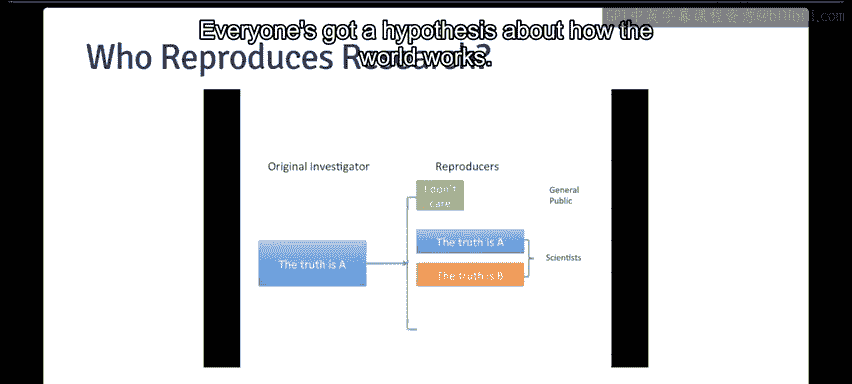 Everyone's got a hypothesis about how the
world works.
Who Reproduces Research?
Original Investigator
Reproducers
I don't
care
General
Public
The truth is A
The truth is A
Scientists
The truth is B